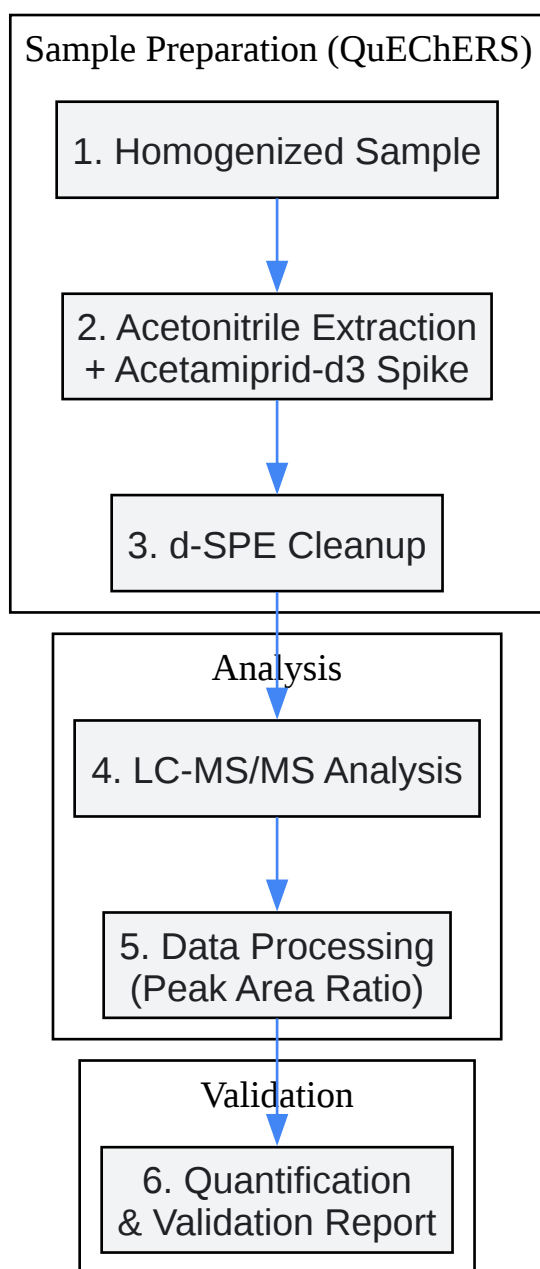 Sample Preparation (QuEChERS)
1. Homogenized Sample
2. Acetonitrile Extraction
+ Acetamiprid-d3 Spike
3. d-SPE Cleanup
Analysis
4. LC-MS/MS Analysis
5. Data Processing
(Peak Area Ratio)
Validation
6. Quantification
& Validation Report